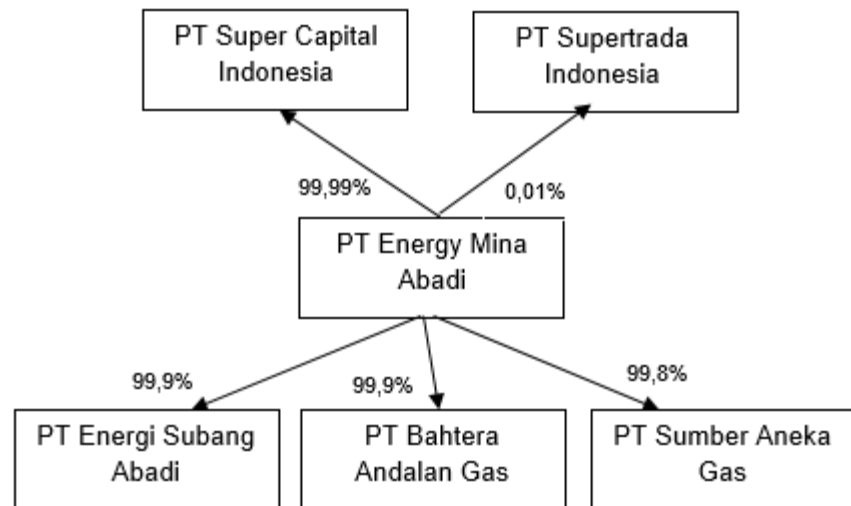 PT Super Capital
Indonesia
PT Supertrada
Indonesia
99,99%
0,01%
PT Energy Mina
Abadi
99,9%
99,9%
99,8%
PT Energi Subang
Abadi
PT Bahtera
Andalan Gas
PT Sumber Aneka
Gas